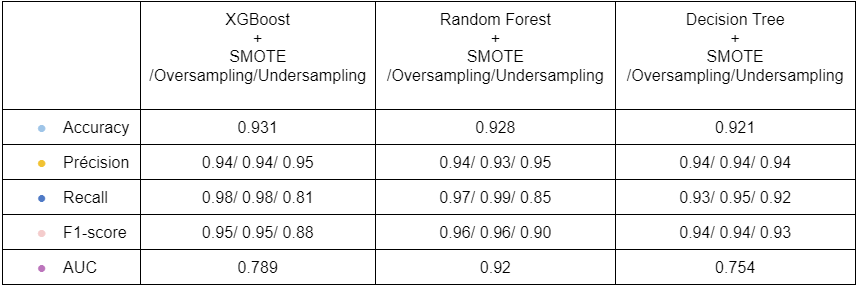 XGBoost
+
SMOTE
/Oversampling/Undersampling
Random Forest
+
SMOTE
/Oversampling/Undersampling
Decision Tree
+
SMOTE
/Oversampling/Undersampling
Accuracy 0.931 0.928 0.921
Précision 0.94/ 0.94/ 0.95 0.94/ 0.93/ 0.95 0.94/ 0.94/ 0.94
Recall 0.98/ 0.98/ 0.81 0.97/ 0.99/ 0.85 0.93/ 0.95/ 0.92
F1-score 0.95/ 0.95/ 0.88 0.96/ 0.96/ 0.90 0.94/ 0.94/ 0.93
AUC 0.789 0.92 0.754